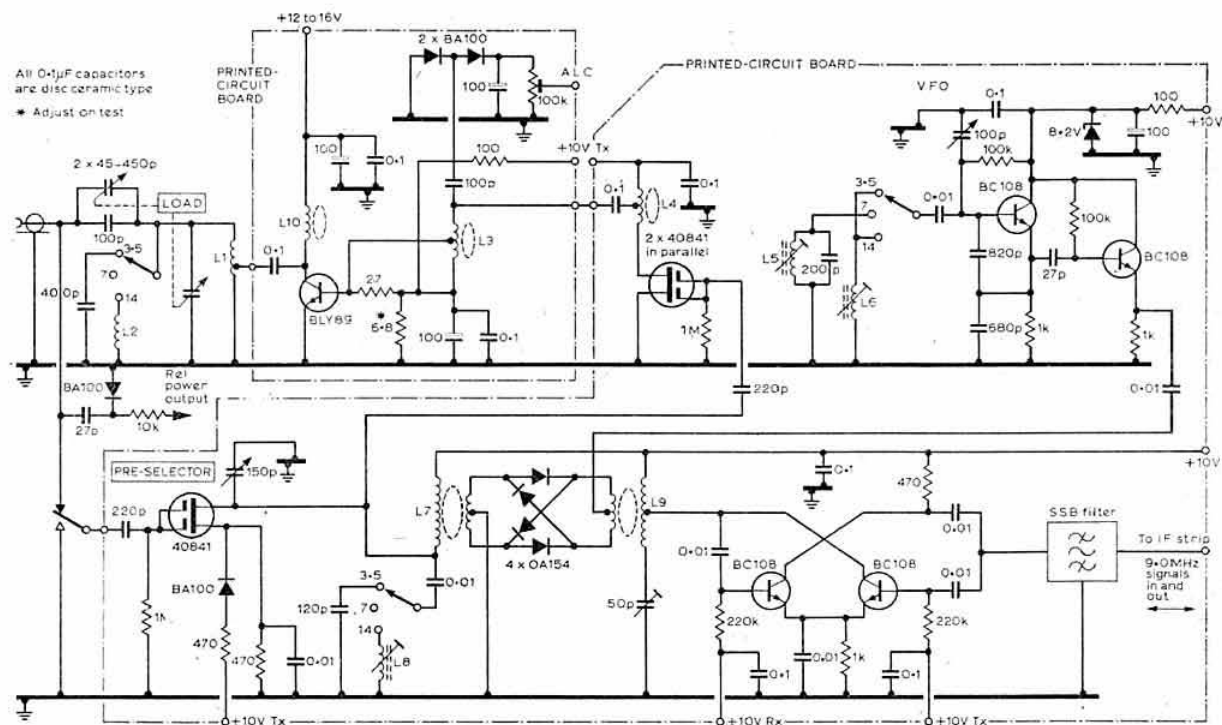 +12 to 16V
All 0·1µF capacitors
are disc ceramic type
* Adjust on test
PRINTED-
CIRCUIT
BOARD
2 x BA100
100
100k
ALC
PRINTED-CIRCUIT BOARD
VFO
0·1
100p
100k
8·2V
100
100
+10V
2 x 45-450p
LOAD
100p
3·5
7
14
400p
L1
L2
0·1
100
0·1
L10
BLY89
27
*
6·8
100
0·1
100
100p
L3
+10V Tx
0·1
L4
0·1
2 x 40841
in parallel
1M
220p
3·5
7
14
0·01
L5
200p
L6
BC108
820p
680p
1k
27p
100k
BC108
1k
0·01
BA100
Rel
power
output
27p
10k
PRE-SELECTOR
150p
220p
40841
1M
BA100
470
470
0·01
+10V Tx
120p
3·5
7
14
L8
0·01
L7
4 x OA154
L9
50p
0·1
470
+10V
0·01
BC108
BC108
0·01
0·01
220k
0·1
0·01
1k
220k
0·1
+10V Rx
+10V Tx
SSB filter
To IF strip
9·0MHz
signals
in and
out